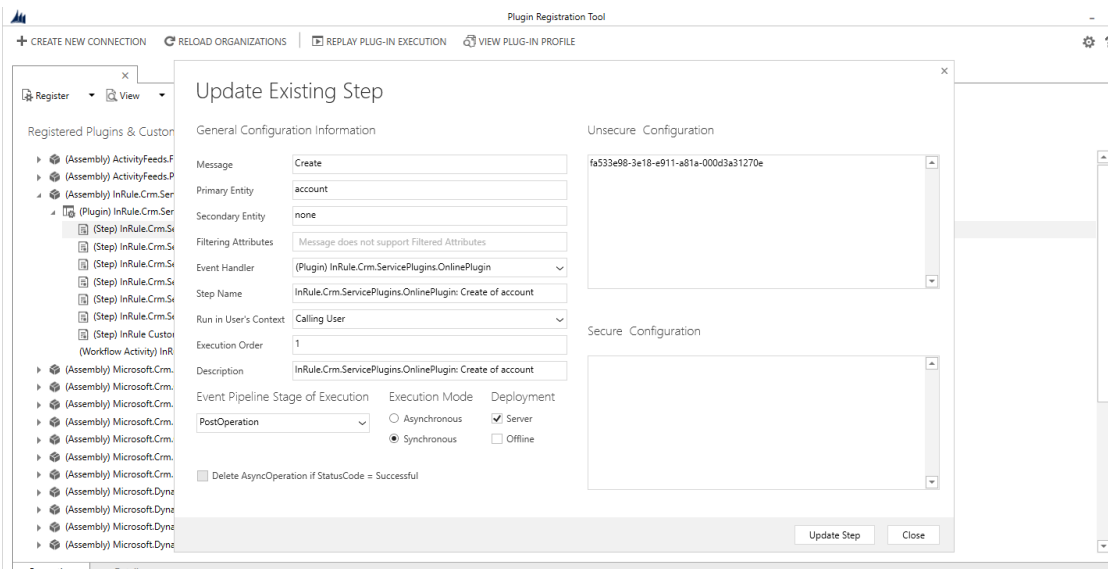 Plugin Registration Tool
CREATE NEW CONNECTION RELOAD ORGANIZATIONS REPLAY PLUG-IN EXECUTION VIEW PLUG-IN PROFILE
Register View
Registered Plugins & Custon
(Assembly) ActivityFeeds.F
(Assembly) ActivityFeeds.P
(Assembly) InRule.Crm.Ser
(Plugin) InRule.Crm.Ser
(Step) InRule.Crm.Se
(Step) InRule.Crm.Se
(Step) InRule.Crm.Se
(Step) InRule.Crm.Se
(Step) InRule.Crm.Se
(Step) InRule.Crm.Se
(Step) InRule Custo
(Workflow Activity) InR
(Assembly) Microsoft.Crm.
(Assembly) Microsoft.Crm.
(Assembly) Microsoft.Crm.
(Assembly) Microsoft.Crm.
(Assembly) Microsoft.Crm.
(Assembly) Microsoft.Crm.
(Assembly) Microsoft.Crm.
(Assembly) Microsoft.Dyna
(Assembly) Microsoft.Dyna
(Assembly) Microsoft.Dyna
(Assembly) Microsoft.Dyna
Update Existing Step
General Configuration Information
Message Create
Primary Entity account
Secondary Entity none
Filtering Attributes Message does not support Filtered Attributes
Event Handler (Plugin) InRule.Crm.ServicePlugins.OnlinePlugin
Step Name InRule.Crm.ServicePlugins.OnlinePlugin: Create of account
Run in User's Context Calling User
Execution Order 1
Description InRule.Crm.ServicePlugins.OnlinePlugin: Create of account
Event Pipeline Stage of Execution Execution Mode Deployment
PostOperation Asynchronous Server
Synchronous Offline
Delete AsyncOperation if StatusCode = Successful
Unsecure Configuration
fa533e98-3e18-e911-a81a-000d3a31270e
Secure Configuration
Update Step Close